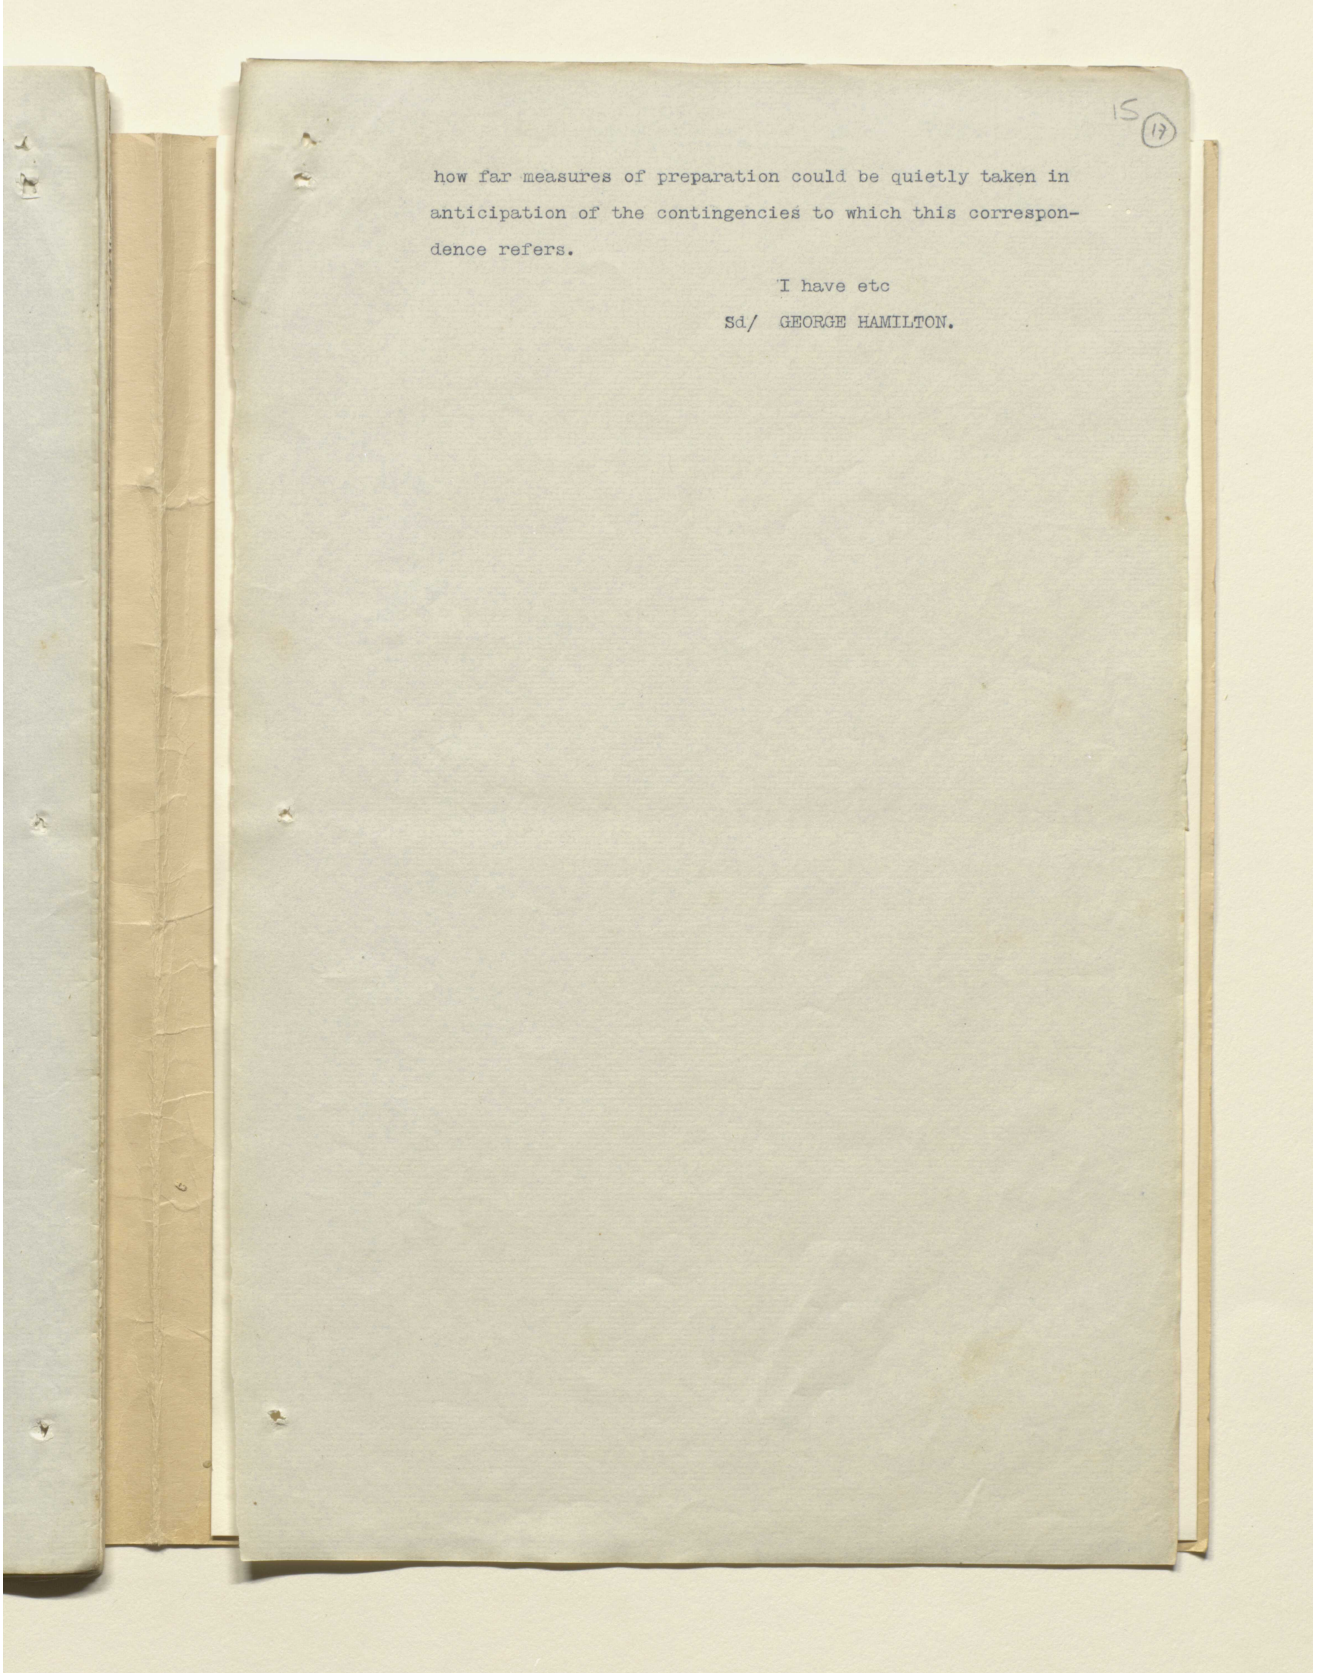 15
17
how far measures of preparation could be quietly taken in
anticipation of the contingencies to which this correspon-
dence refers.
I have etc
Sd/ GEORGE HAMILTON.